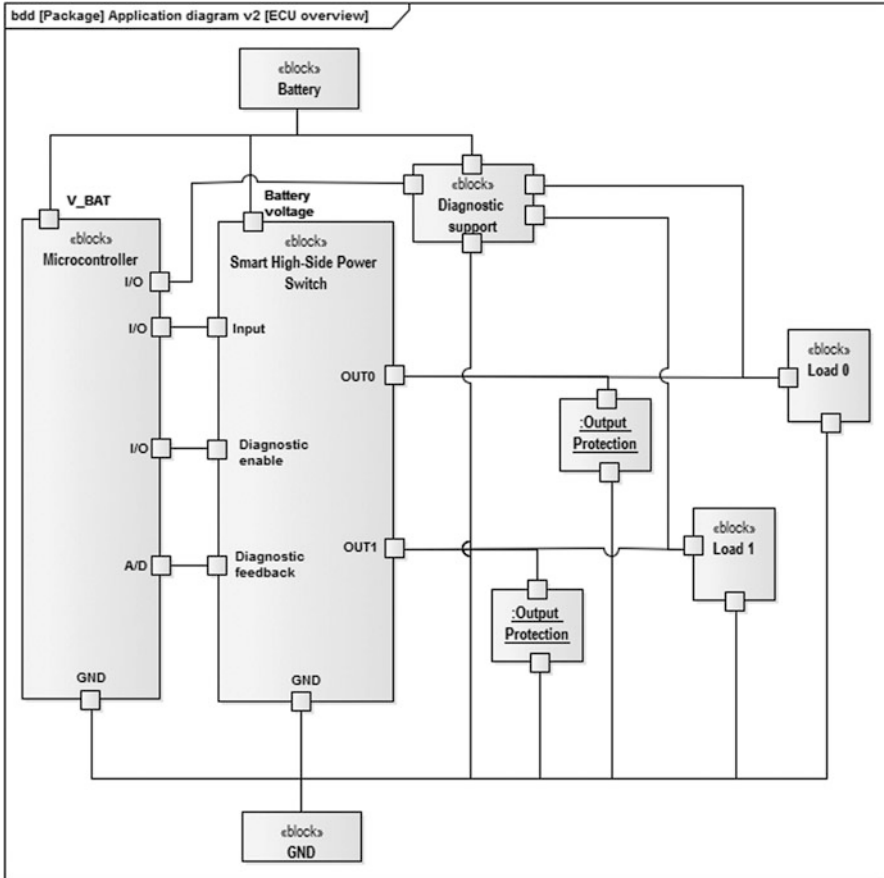 bdd [Package] Application diagram v2 [ECU overview]
«block»
Battery
V_BAT
Battery
voltage
«block»
Diagnostic
support
«block»
Microcontroller
«block»
Smart High-Side Power
Switch
I/O
I/O
Input
OUT0
«block»
Load 0
:Output
Protection
I/O
Diagnostic
enable
OUT1
«block»
Load 1
A/D
Diagnostic
feedback
:Output
Protection
GND
GND
«block»
GND